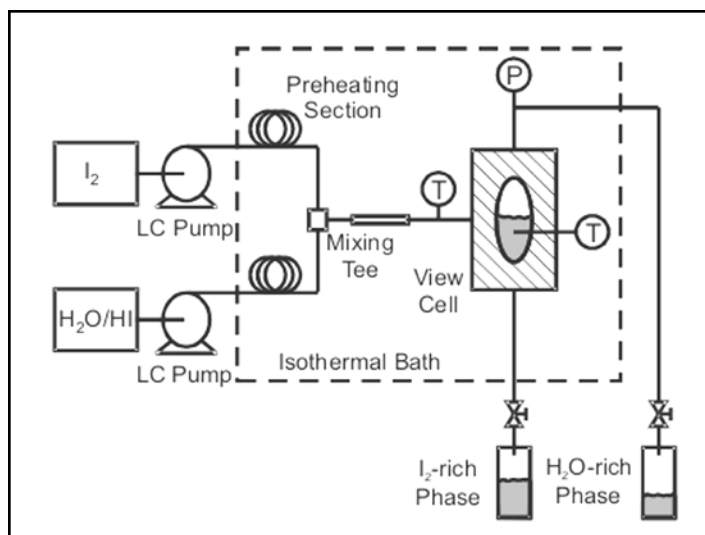 Preheating
Section
P
I₂
LC Pump
T
Mixing
Tee
T
View
Cell
H₂O/HI
LC Pump
Isothermal Bath
I₂-rich
Phase
H₂O-rich
Phase